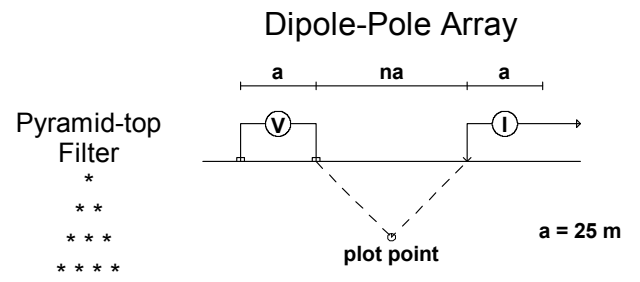 Dipole-Pole Array
a na a
V I
Pyramid-top
Filter
*
* *
* * *
* * * *
a = 25 m
plot point